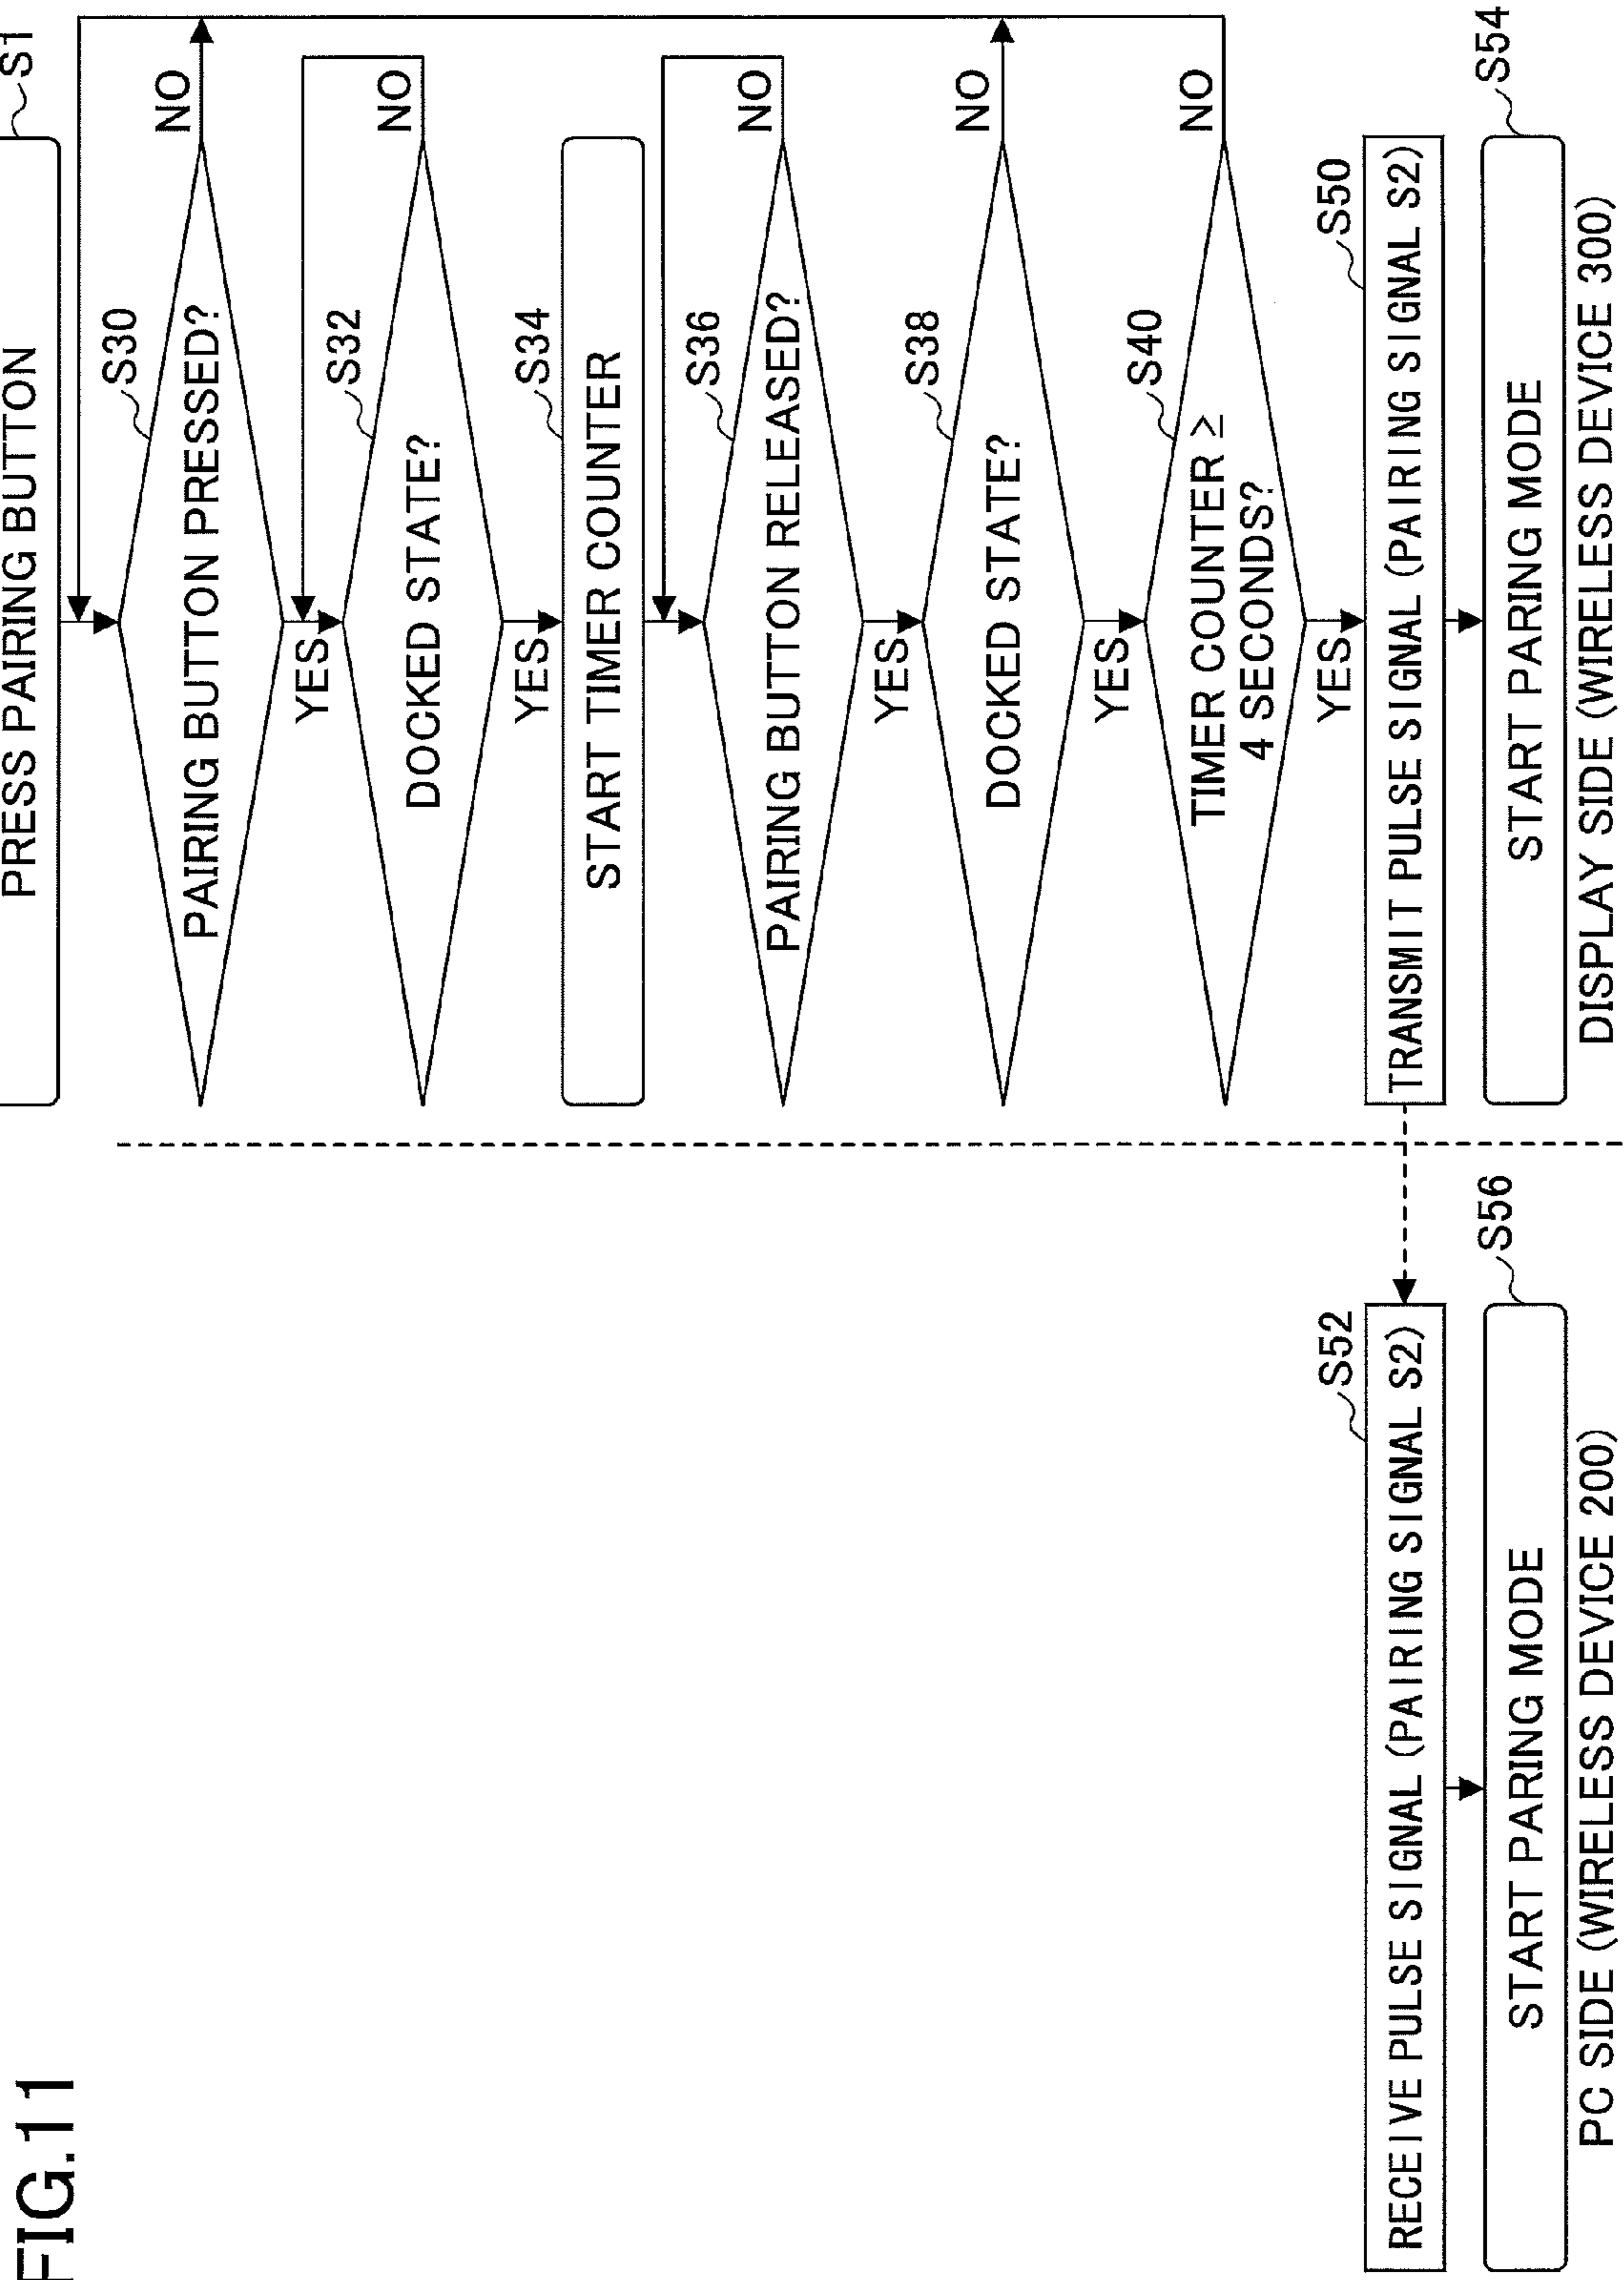 FIG.11
PRESS PAIRING BUTTON
S1
S30
PAIRING BUTTON PRESSED?
NO
YES
S32
DOCKED STATE?
NO
YES
S34
START TIMER COUNTER
S36
PAIRING BUTTON RELEASED?
NO
YES
S38
DOCKED STATE?
NO
YES
S40
TIMER COUNTER ≥
4 SECONDS?
NO
YES
S50
TRANSMIT PULSE SIGNAL (PAIRING SIGNAL S2)
S52
RECEIVE PULSE SIGNAL (PAIRING SIGNAL S2)
S54
START PARING MODE
S56
START PARING MODE
PC SIDE (WIRELESS DEVICE 200)
DISPLAY SIDE (WIRELESS DEVICE 300)